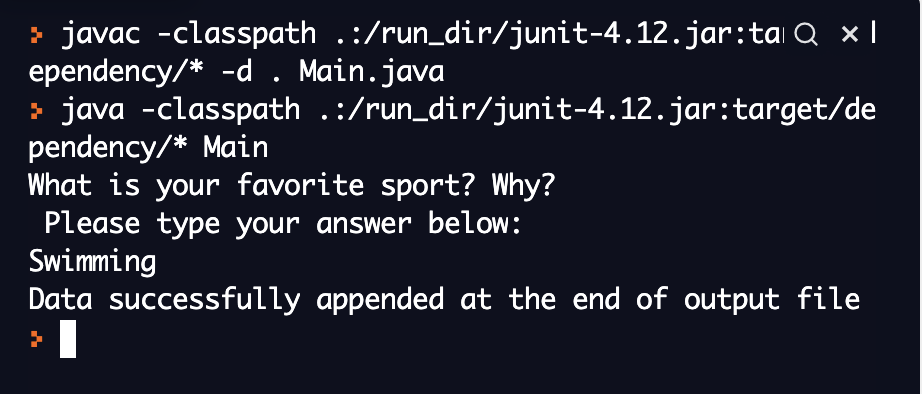 javac -classpath .:/run_dir/junit-4.12.jar:ta
ependency/* -d . Main.java
java -classpath .:/run_dir/junit-4.12.jar:target/de
pendency/* Main
What is your favorite sport? Why?
 Please type your answer below:
Swimming
Data successfully appended at the end of output file